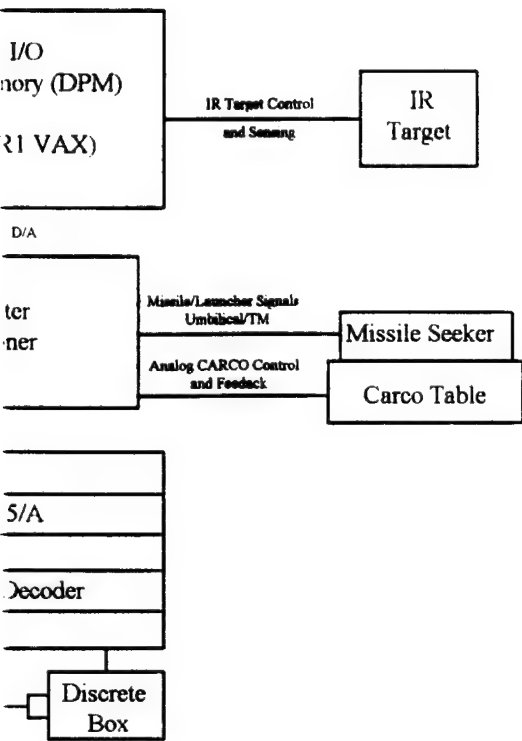 I/O
nory (DPM)
R1 VAX)
IR Target Control
and Sensing
IR
Target
D/A
ter
ner
Missile/Launcher Signals
Umbilical/TM
Missile Seeker
Analog CARCO Control
and Feedack
Carco Table
5/A
Decoder
Discrete
Box